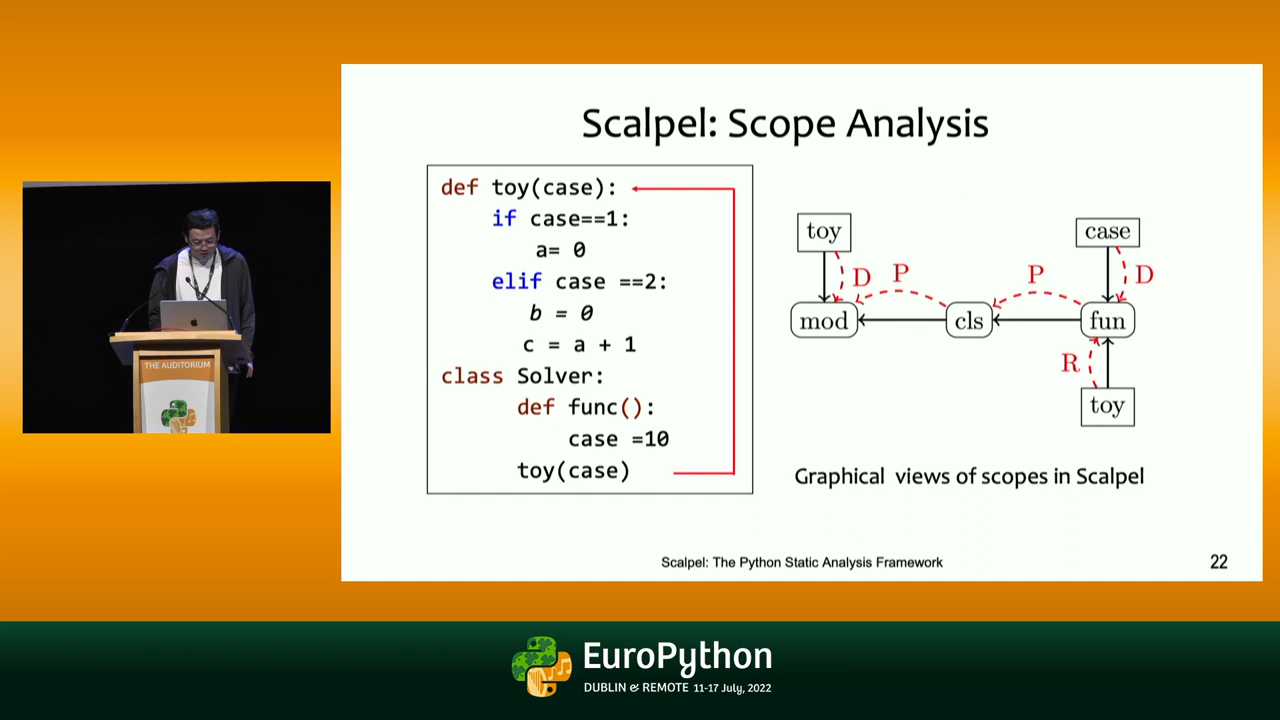 Scalpel: Scope Analysis
def toy(case):
if case==1:
a= 0
elif case ==2:
b = 0
c = a + 1
class Solver:
def func():
case =10
toy(case)
toy
case
D
P
P
D
mod
cls
fun
R
toy
Graphical views of scopes in Scalpel
Scalpel: The Python Static Analysis Framework
22
THE AUDITORIUM
EuroPython
DUBLIN & REMOTE 11-17 July, 2022